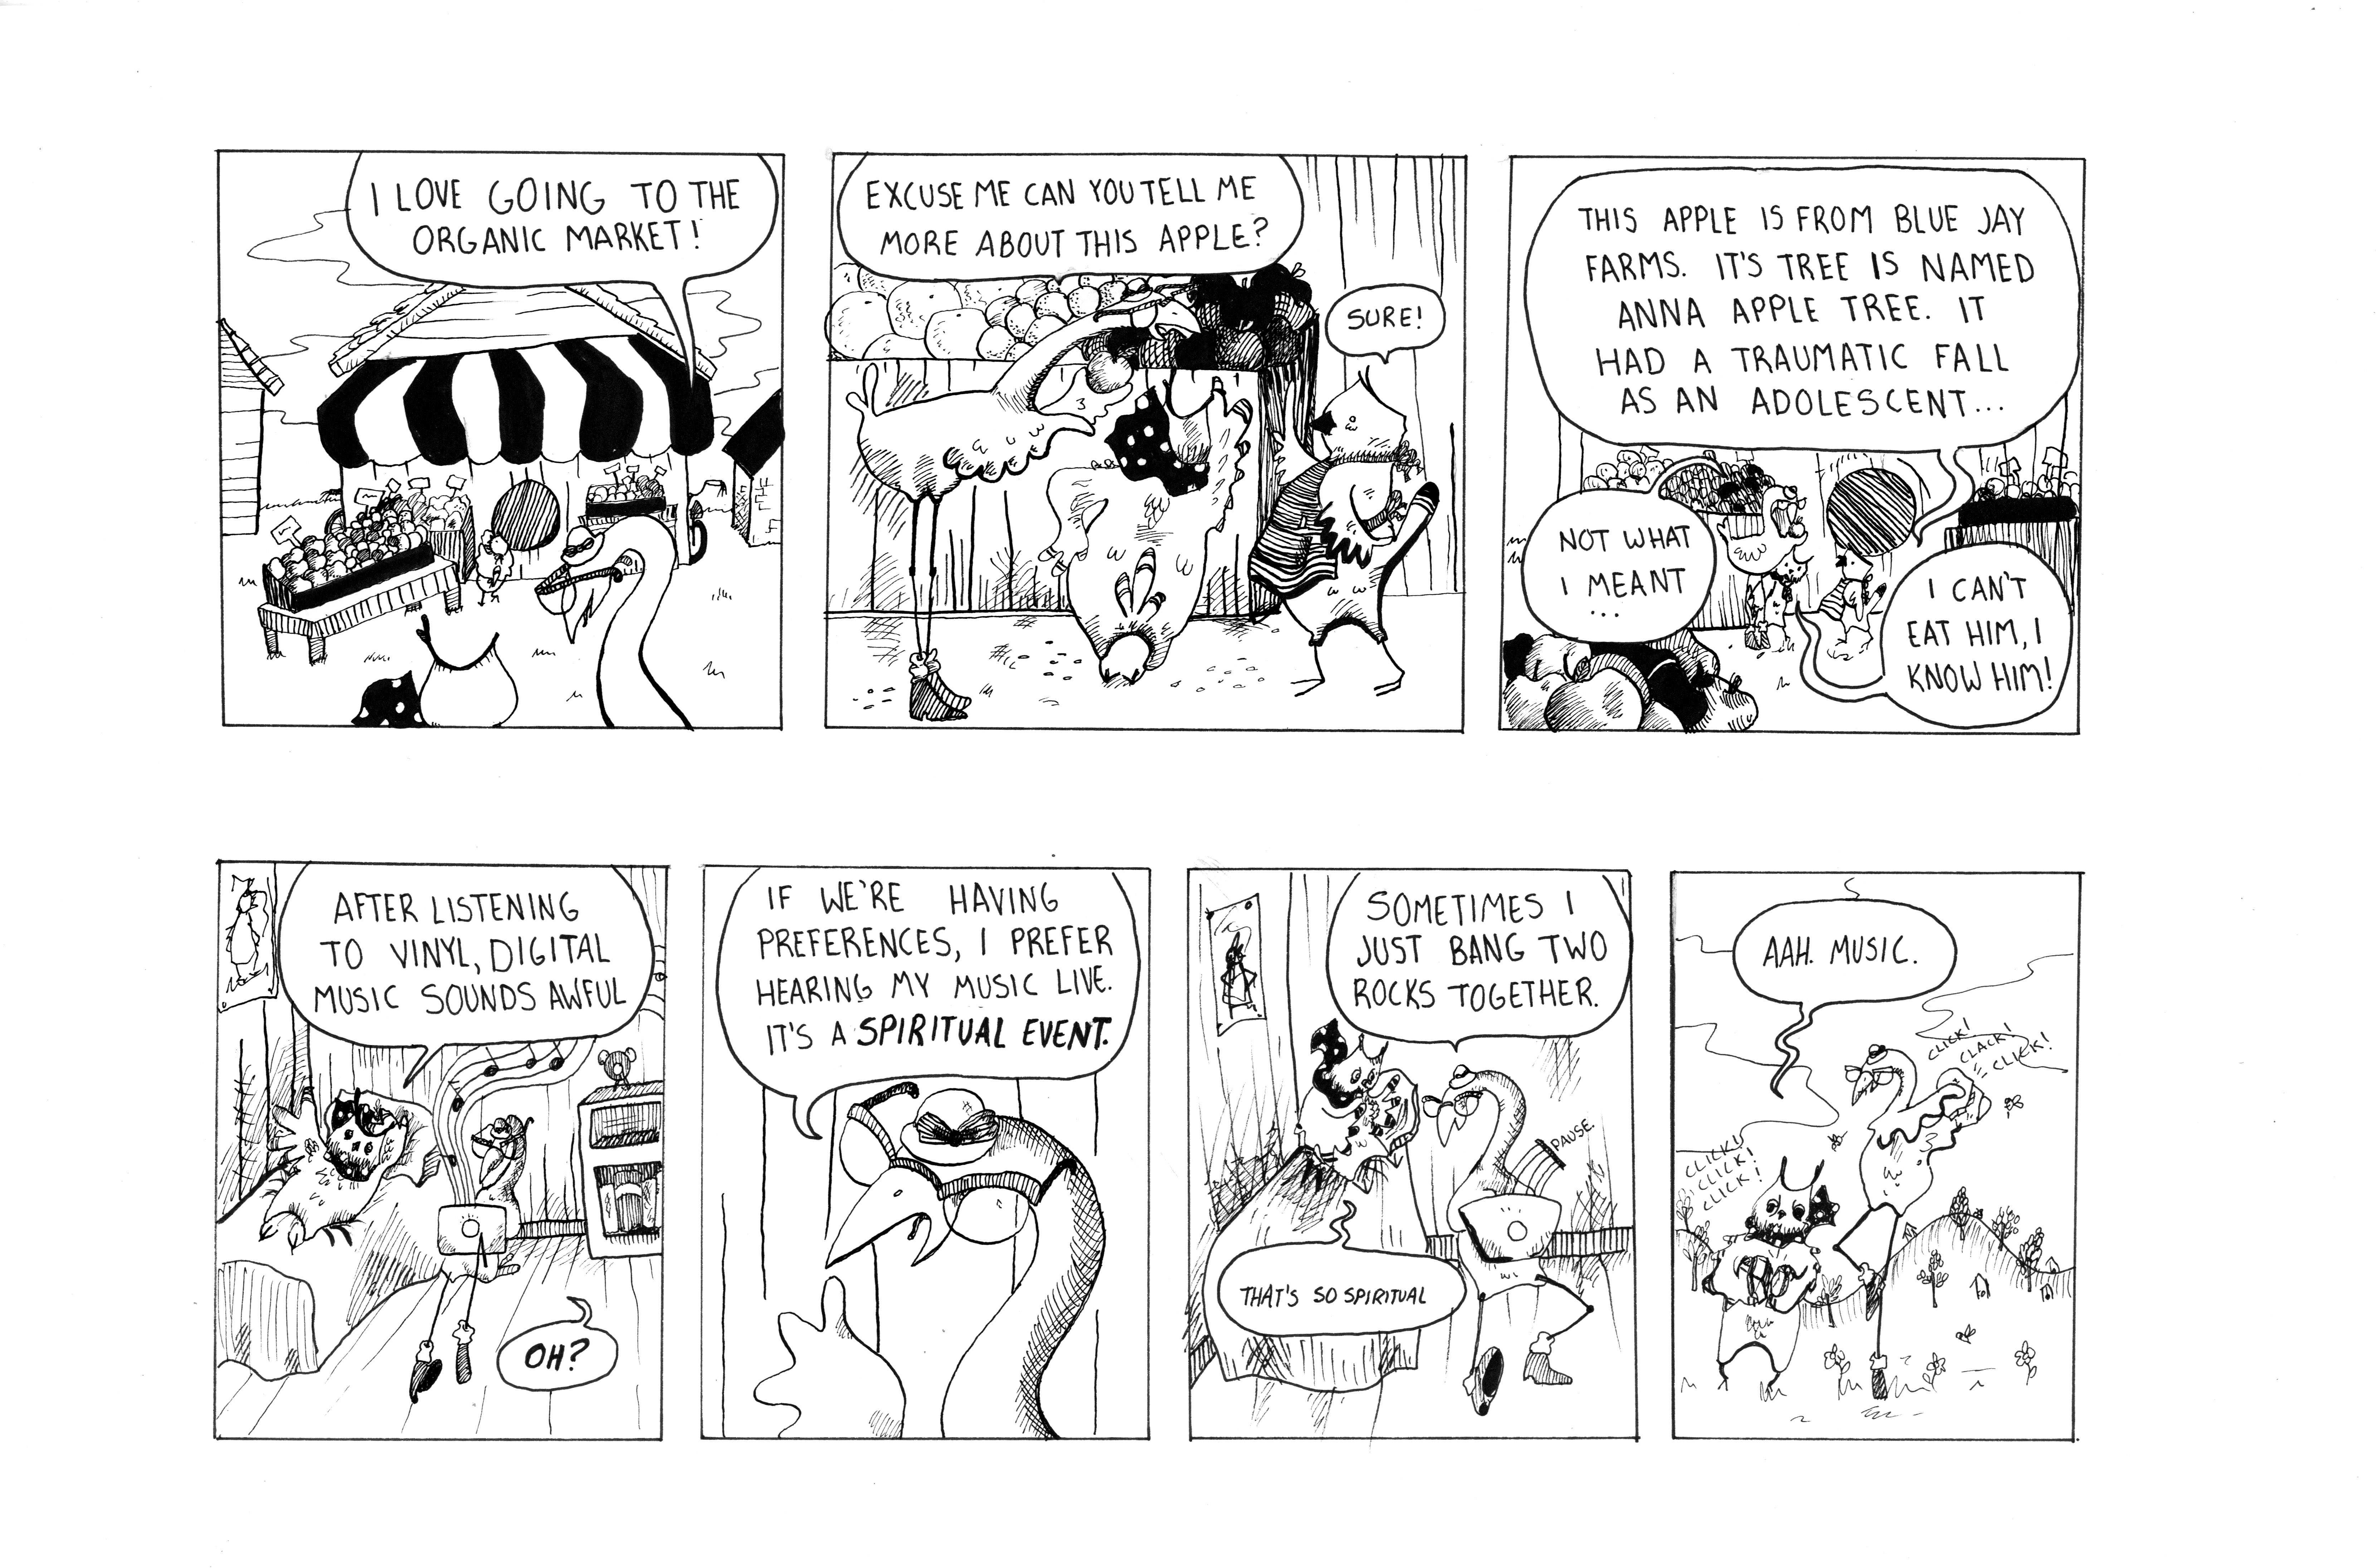 I LOVE GOING TO THE
ORGANIC MARKET!
EXCUSE ME CAN YOU TELL ME
MORE ABOUT THIS APPLE?
SURE!
THIS APPLE IS FROM BLUE JAY
FARMS. IT'S TREE IS NAMED
ANNA APPLE TREE. IT
HAD A TRAUMATIC FALL
AS AN ADOLESCENT...
NOT WHAT
I MEANT
...
I CAN'T
EAT HIM, I
KNOW HIM!
AFTER LISTENING
TO VINYL, DIGITAL
MUSIC SOUNDS AWFUL
OH?
IF WE'RE HAVING
PREFERENCES, I PREFER
HEARING MY MUSIC LIVE.
IT'S A SPIRITUAL EVENT.
SOMETIMES I
JUST BANG TWO
ROCKS TOGETHER.
PAUSE.
THAT'S SO SPIRITUAL
AAH. MUSIC.
CLICK!
CLACK!
CLICK!
CLICK!
CLICK!
CLICK!